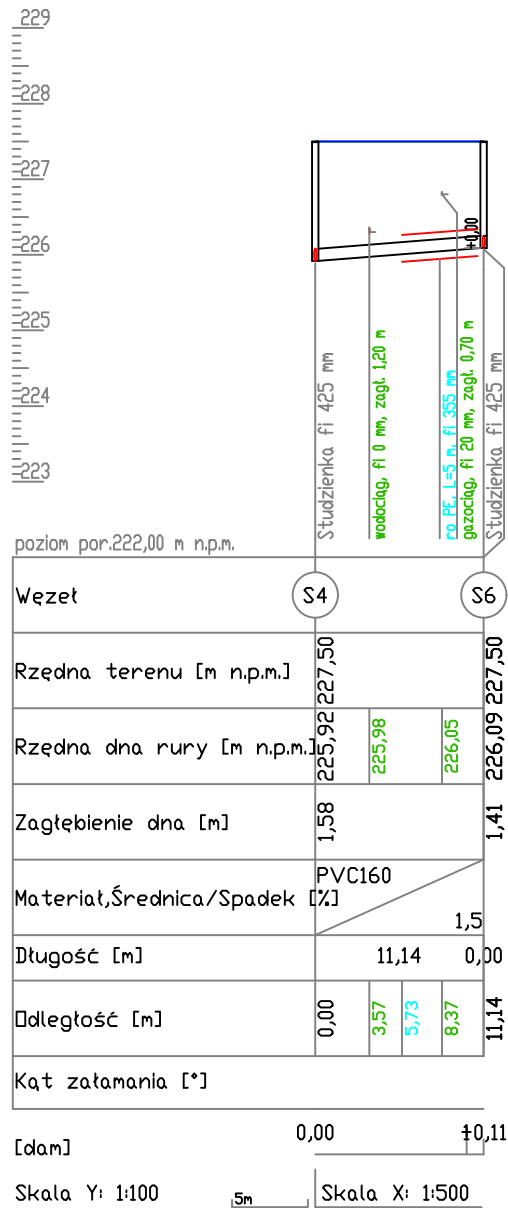 229
228
227
226
225
224
223
+0,00
Studzienka fi 425 mm
wodociąg, fi 0 mm, zagł. 1,20 m
ro PE, L=5 m, fi 355 mm
gazociąg, fi 20 mm, zagł. 0,70 m
Studzienka fi 425 mm
poziom por.222,00 m n.p.m.
Węzeł S4 S6
Rzędna terenu [m n.p.m.] 227,50 227,50
Rzędna dna rury [m n.p.m.] 225,92 225,98 226,05 226,09
Zagłębienie dna [m] 1,58 1,41
Materiał,Średnica/Spadek [%] PVC160 1,5
Długość [m] 11,14 0,00
Odległość [m] 0,00 3,57 5,73 8,37 11,14
Kąt załamania [°]
[dam] 0,00 +0,11
Skala Y: 1:100 5m Skala X: 1:500